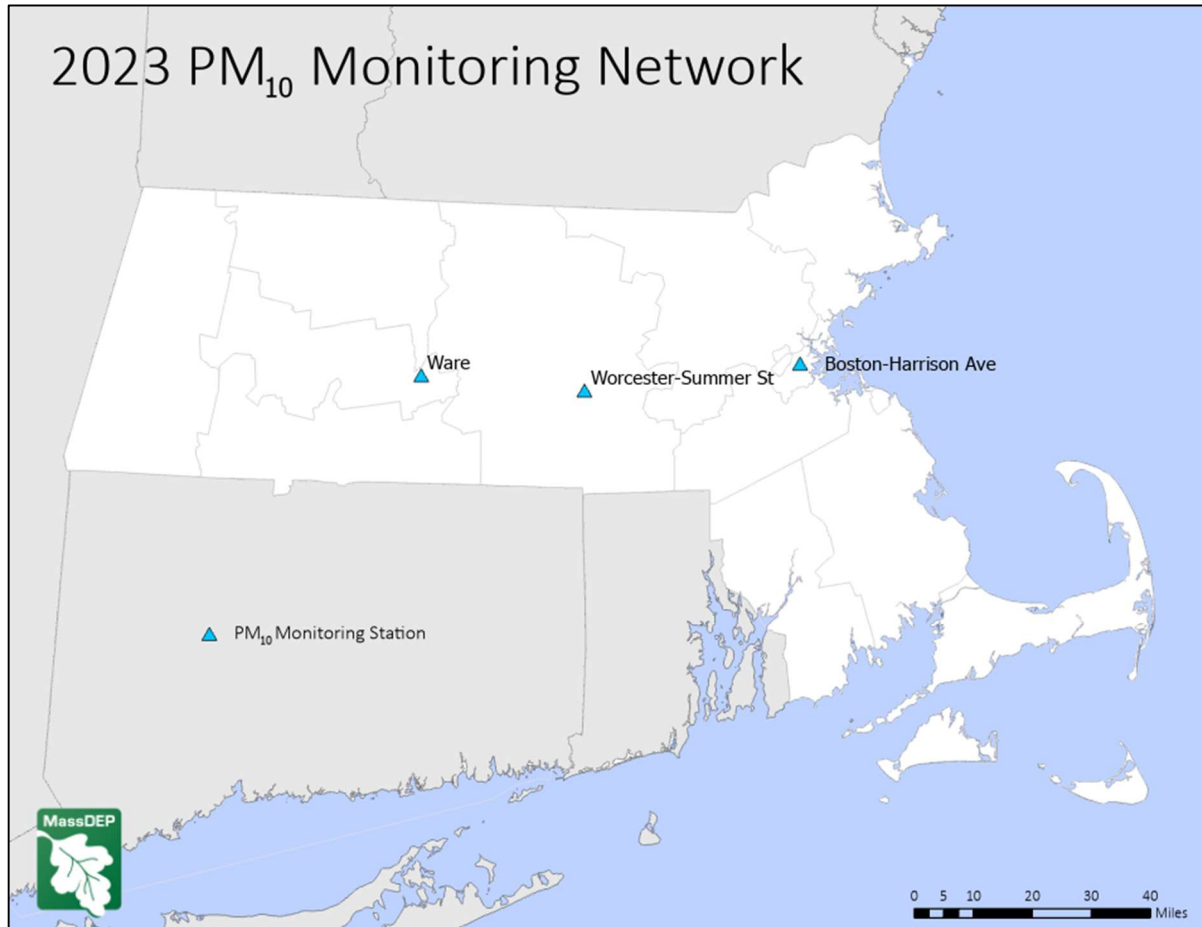 2023 PM₁₀ Monitoring Network
Ware
Worcester-Summer St
Boston-Harrison Ave
PM₁₀ Monitoring Station
MassDEP
0 5 10 20 30 40
Miles